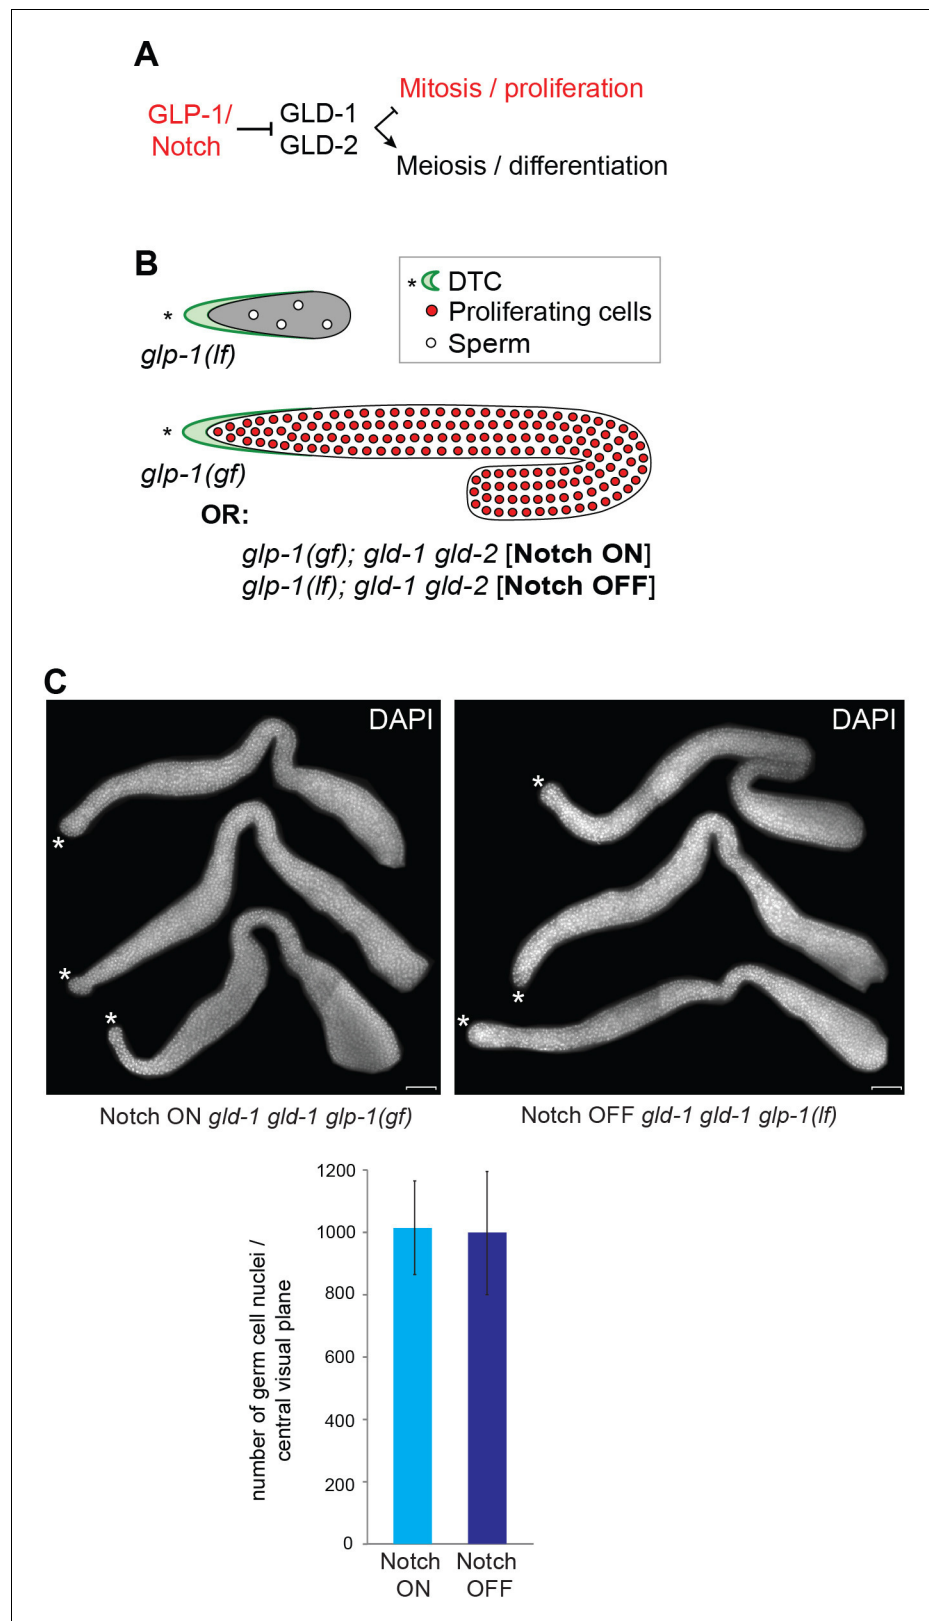 A
GLP-1/
Notch
GLD-1
GLD-2
Mitosis / proliferation
Meiosis / differentiation
B
*
glp-1(lf)
* DTC
Proliferating cells
Sperm
*
glp-1(gf)
OR:
glp-1(gf); gld-1 gld-2 [Notch ON]
glp-1(lf); gld-1 gld-2 [Notch OFF]
C
DAPI
*
*
*
Notch ON gld-1 gld-1 glp-1(gf)
DAPI
*
*
*
Notch OFF gld-1 gld-1 glp-1(lf)
number of germ cell nuclei /
central visual plane
1200
1000
800
600
400
200
0
Notch
ON
Notch
OFF